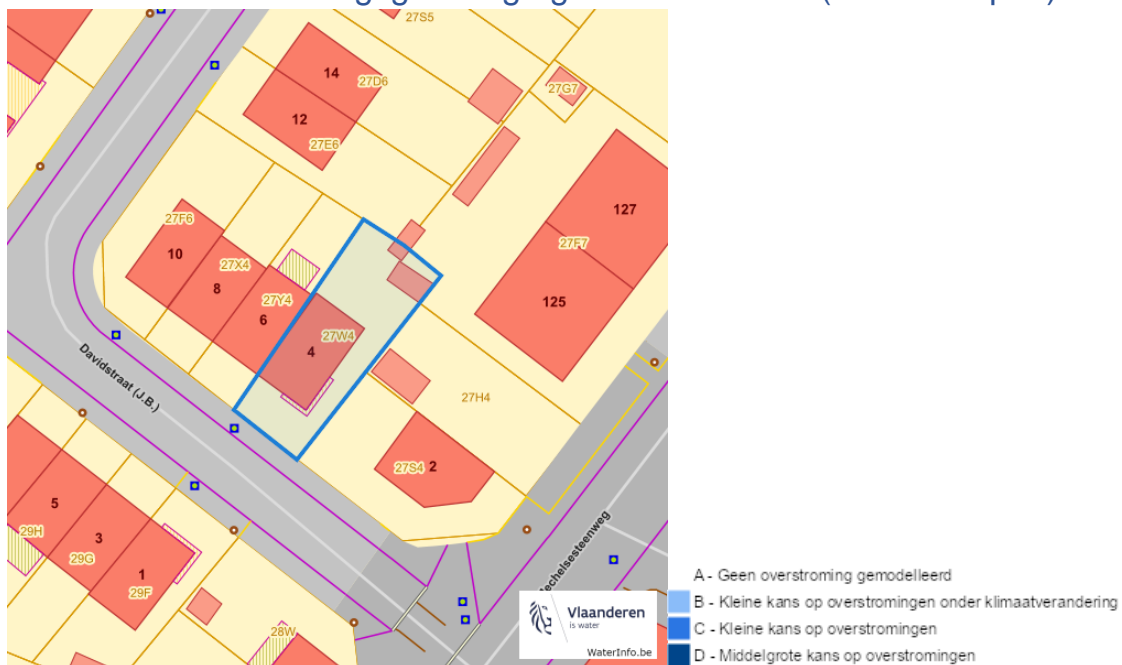 27S5
14
27D6
27G7
12
27E6
127
27F6
27F7
10
27X4
8
27Y4
125
6
27W4
4
Davidstraat (J.B.)
27H4
27S4
2
5
29H
3
29G
1
29F
28W
Vlaanderen
is water
WaterInfo.be
A - Geen overstroming gemodelleerd
B - Kleine kans op overstromingen onder klimaatverandering
C - Kleine kans op overstromingen
D - Middelgrote kans op overstromingen